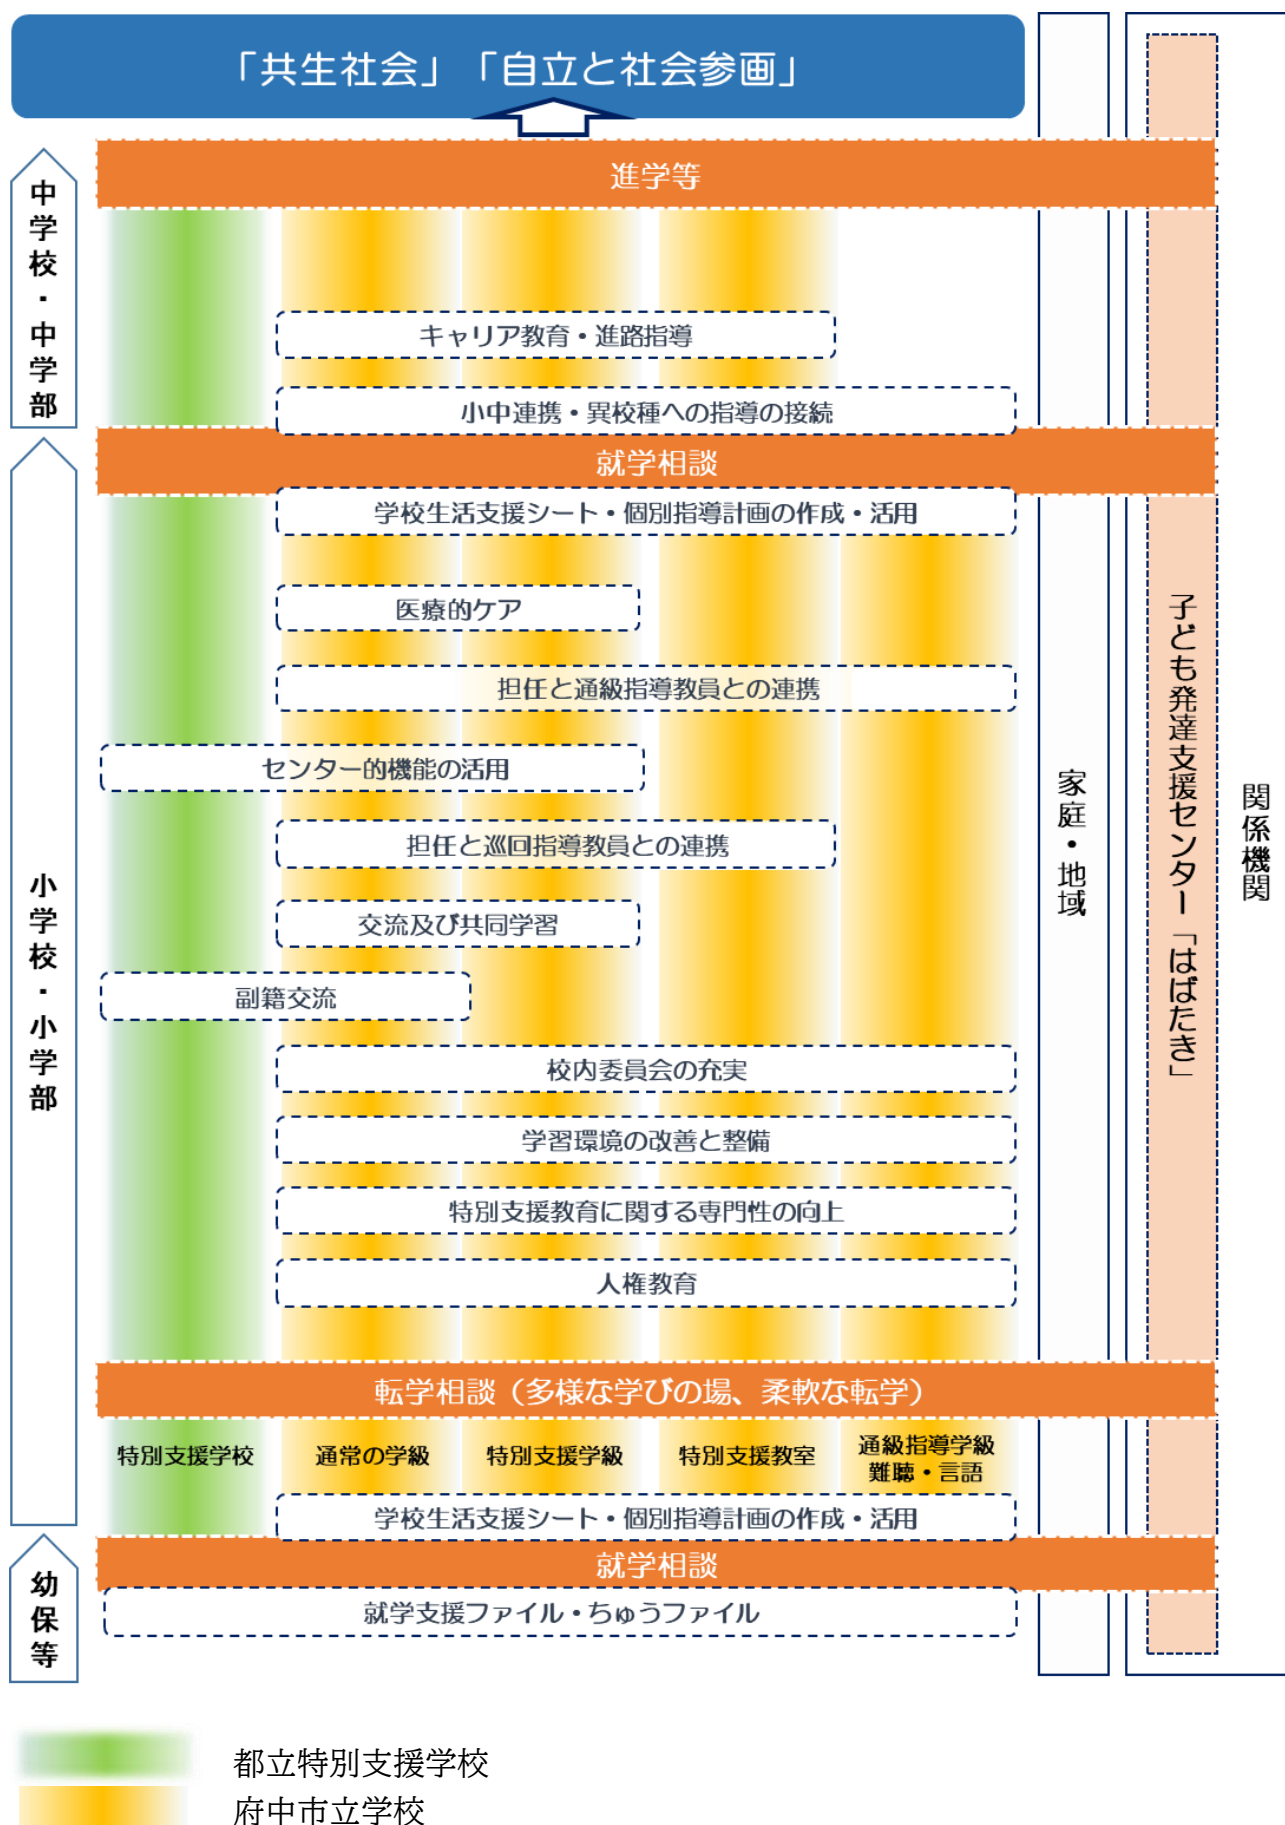 「共生社会」「自立と社会参画」
進学等
中学校・中学部
キャリア教育・進路指導
小中連携・異校種への指導の接続
就学相談
学校生活支援シート・個別指導計画の作成・活用
医療的ケア
担任と通級指導教員との連携
センター的機能の活用
担任と巡回指導教員との連携
交流及び共同学習
副籍交流
校内委員会の充実
学習環境の改善と整備
特別支援教育に関する専門性の向上
人権教育
小学校・小学部
転学相談（多様な学びの場、柔軟な転学）
特別支援学校
通常の学級
特別支援学級
特別支援教室
通級指導学級
難聴・言語
学校生活支援シート・個別指導計画の作成・活用
就学相談
就学支援ファイル・ちゅうファイル
幼保等
家庭・地域
子ども発達支援センター「はばたき」
関係機関
都立特別支援学校
府中市立学校